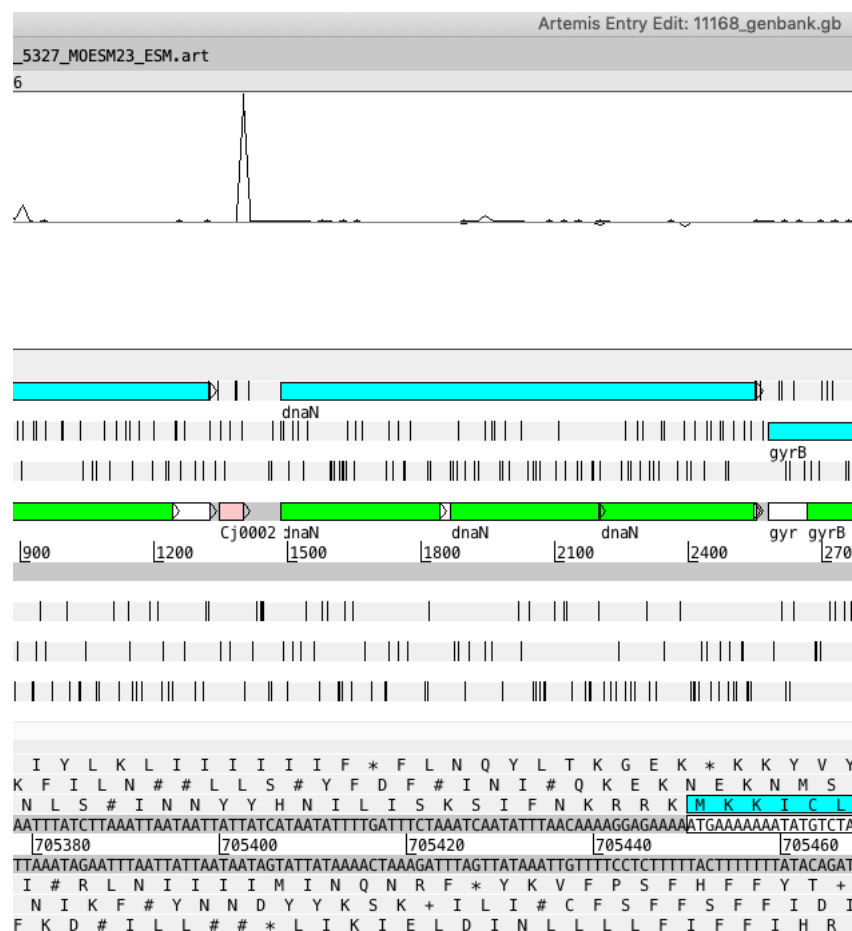 Artemis Entry Edit: 11168_genbank.gb
_5327_MOESM23_ESM.art
6
dnaN
gyrB
Cj0002 dnaN dnaN dnaN gyr gyrB
900 1200 1500 1800 2100 2400 270
I Y L K L I I I I I I F * F L N Q Y L T K G E K * K K Y V Y
K F I L N # # L L S # Y F D F # I N I # Q K E K N E K N M S
N L S # I N N Y Y H N I L I S K S I F N K R R K M K K I C L
AATTTATCTTAAATTAATAATTATTATCATAATATTTTGATTTCTAAATCAATATTTAACAAAAGGAGAAAAATGAAAAAAATATGTCTA
705380 705400 705420 705440 705460
TTAAATAGAATTTAATTATTAATAATAGTATTATAAAACTAAAGATTTAGTTATAAATTGTTTTCCTCTTTTTACTTTTTTTATACAGAT
I # R L N I I I I M I N Q N R F * Y K V F P S F H F F Y T +
N I K F # Y N N D Y Y K S K + I L I # C F S F F S F F I D I
F K D # I L L # # * L I K I E L D I N L L L L F I F F I H R